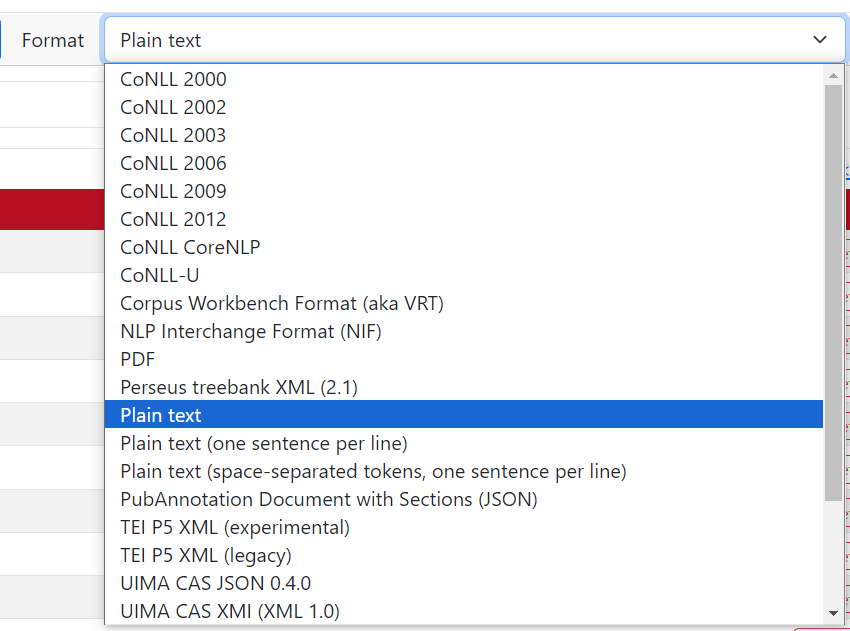 Format
Plain text
CoNLL 2000
CoNLL 2002
CoNLL 2003
CoNLL 2006
CoNLL 2009
CoNLL 2012
CoNLL CoreNLP
CoNLL-U
Corpus Workbench Format (aka VRT)
NLP Interchange Format (NIF)
PDF
Perseus treebank XML (2.1)
Plain text
Plain text (one sentence per line)
Plain text (space-separated tokens, one sentence per line)
PubAnnotation Document with Sections (JSON)
TEI P5 XML (experimental)
TEI P5 XML (legacy)
UIMA CAS JSON 0.4.0
UIMA CAS XMI (XML 1.0)